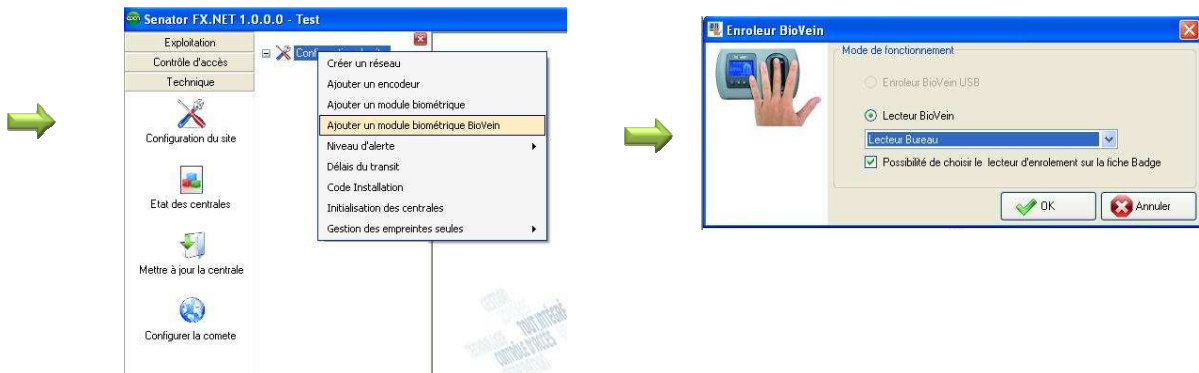 Senator FX.NET 1.0.0.0 - Test
Exploitation
Contrôle d'accès
Technique
Configuration du site
Etat des centrales
Mettre à jour la centrale
Configurer la comete
Créer un réseau
Ajouter un encodeur
Ajouter un module biométrique
Ajouter un module biométrique BioVein
Niveau d'alerte
Délais du transit
Code Installation
Initialisation des centrales
Gestion des empreintes seules
TOUT INTÉGRÉ
CONTRÔLE D'ACCÈS
Enroleur BioVein
Mode de fonctionnement
Enroleur BioVein USB
Lecteur BioVein
Lecteur Bureau
Possibilité de choisir le lecteur d'enrolement sur la fiche Badge
OK
Annuler